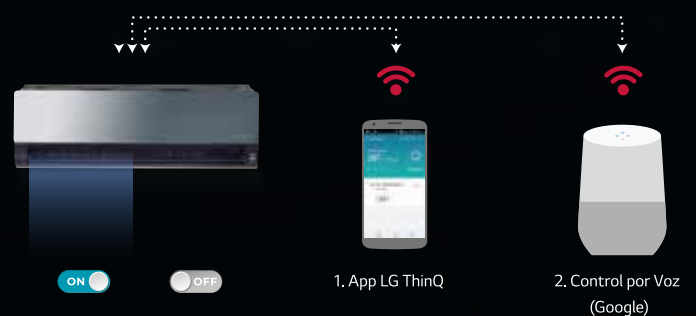 ON
OFF
1. App LG ThinQ
2. Control por Voz
(Google)